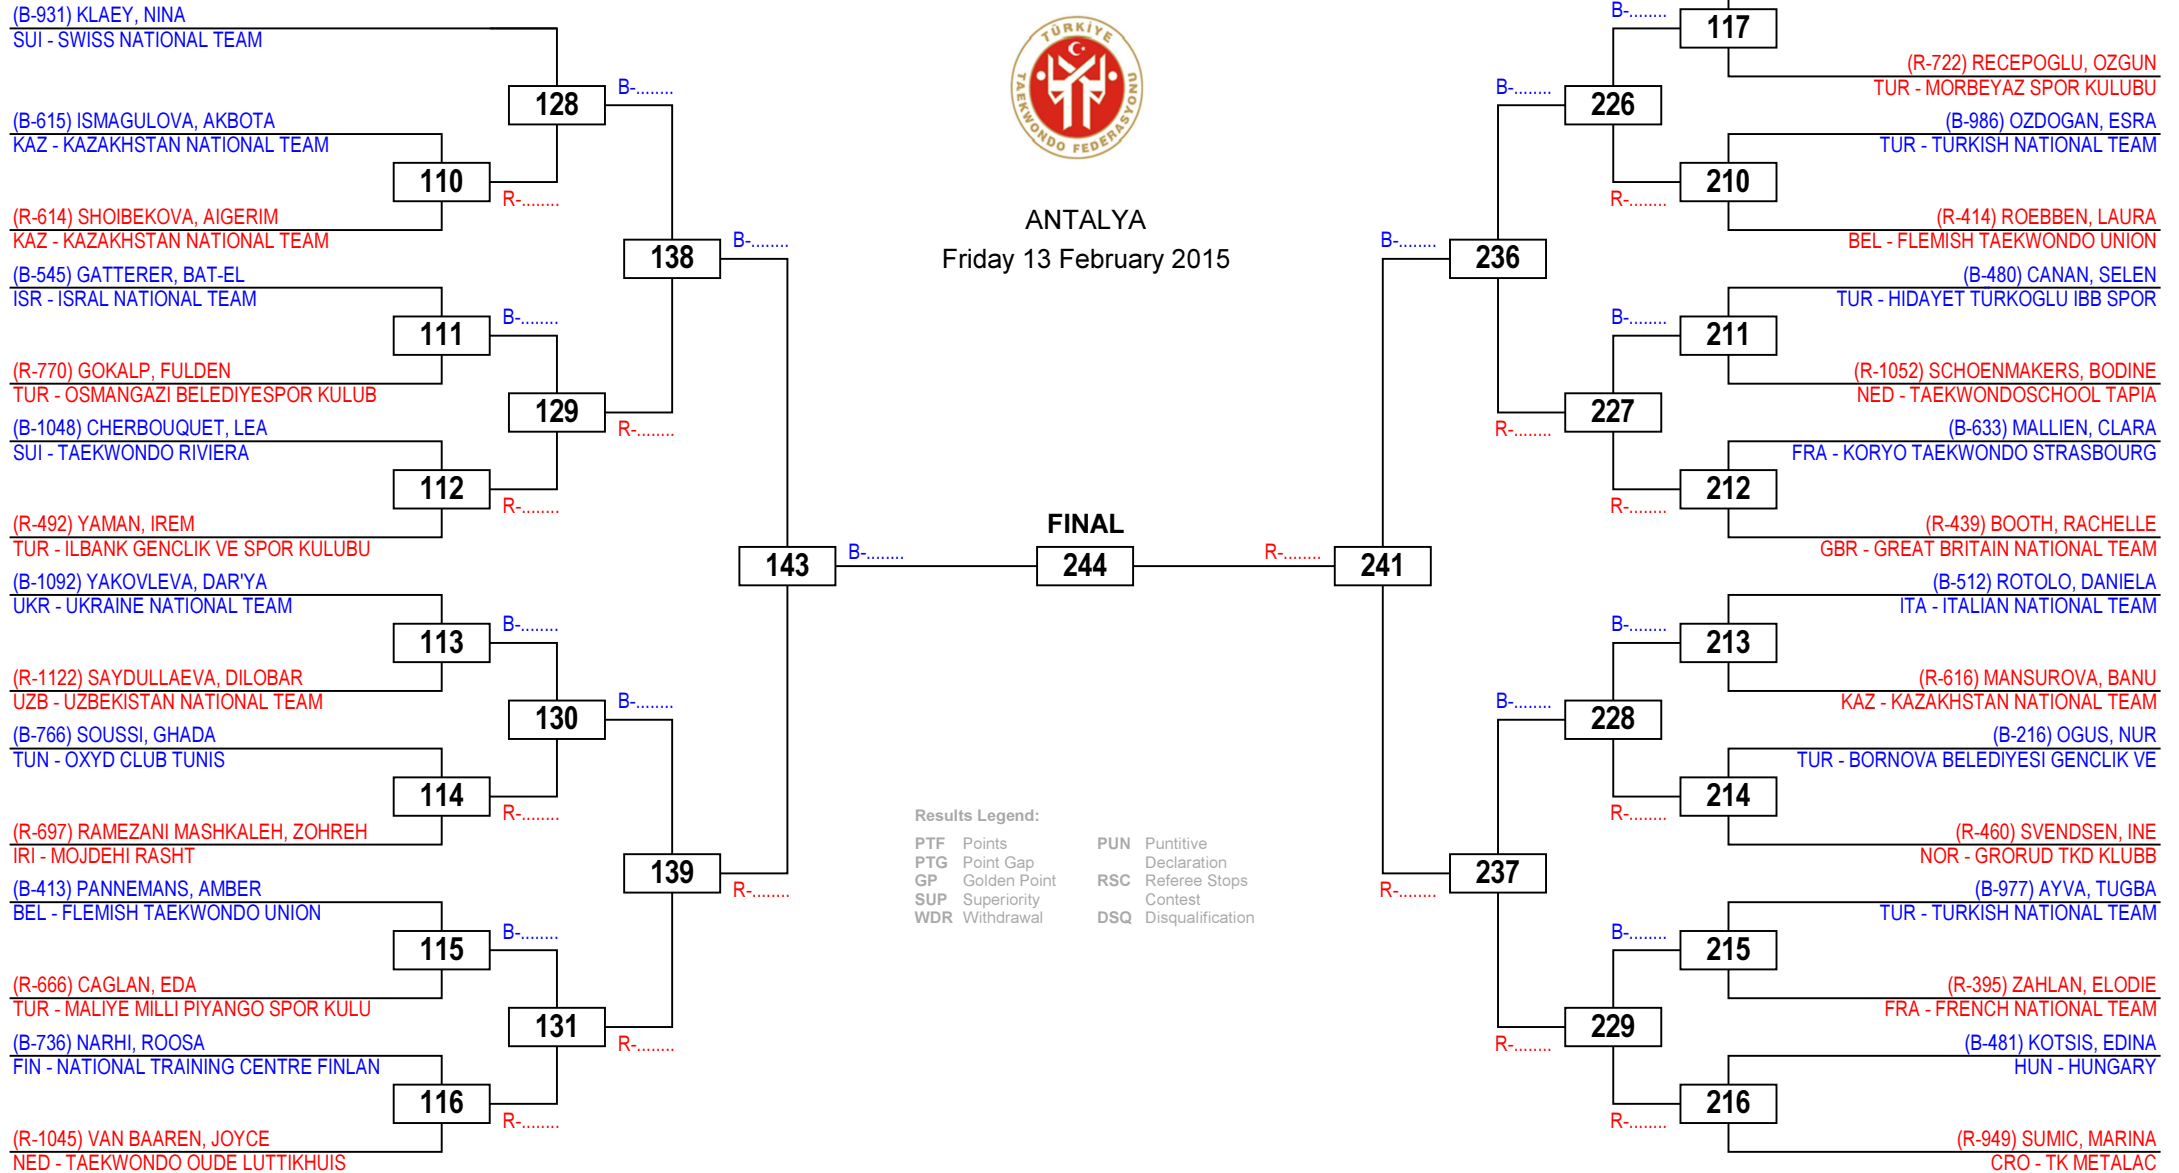 (B-931) KLAEY, NINA
SUI - SWISS NATIONAL TEAM
128
B-........
(B-615) ISMAGULOVA, AKBOTA
KAZ - KAZAKHSTAN NATIONAL TEAM
110
R-........
(R-614) SHOIBEKOVA, AIGERIM
KAZ - KAZAKHSTAN NATIONAL TEAM
138
B-........
(B-545) GATTERER, BAT-EL
ISR - ISRAL NATIONAL TEAM
111
B-........
(R-770) GOKALP, FULDEN
TUR - OSMANGAZI BELEDIYESPOR KULUB
129
R-........
(B-1048) CHERBOUQUET, LEA
SUI - TAEKWONDO RIVIERA
112
R-........
(R-492) YAMAN, IREM
TUR - ILBANK GENCLIK VE SPOR KULUBU
143
B-........
(B-1092) YAKOVLEVA, DAR'YA
UKR - UKRAINE NATIONAL TEAM
113
B-........
(R-1122) SAYDULLAEVA, DILOBAR
UZB - UZBEKISTAN NATIONAL TEAM
130
B-........
(B-766) SOUSSI, GHADA
TUN - OXYD CLUB TUNIS
114
R-........
(R-697) RAMEZANI MASHKALEH, ZOHREH
IRI - MOJDEHI RASHT
139
R-........
(B-413) PANNEMANS, AMBER
BEL - FLEMISH TAEKWONDO UNION
115
B-........
(R-666) CAGLAN, EDA
TUR - MALIYE MILLI PIYANGO SPOR KULU
131
R-........
(B-736) NARHI, ROOSA
FIN - NATIONAL TRAINING CENTRE FINLAN
116
R-........
(R-1045) VAN BAAREN, JOYCE
NED - TAEKWONDO OUDE LUTTIKHUIS
TÜRKİYE
TAEKWONDO FEDERASYONU
ANTALYA
Friday 13 February 2015
FINAL
244
Results Legend:
PTF Points
PTG Point Gap
GP Golden Point
SUP Superiority
WDR Withdrawal
PUN Puntitive
Declaration
RSC Referee Stops
Contest
DSQ Disqualification
B-........
117
(R-722) RECEPOGLU, OZGUN
TUR - MORBEYAZ SPOR KULUBU
B-........
226
(B-986) OZDOGAN, ESRA
TUR - TURKISH NATIONAL TEAM
210
R-........
(R-414) ROEBBEN, LAURA
BEL - FLEMISH TAEKWONDO UNION
B-........
236
(B-480) CANAN, SELEN
TUR - HIDAYET TÜRKOGLU IBB SPOR
B-........
211
(R-1052) SCHOENMAKERS, BODINE
NED - TAEKWONDOSCHOOL TAPIA
227
R-........
(B-633) MALLIEN, CLARA
FRA - KORYO TAEKWONDO STRASBOURG
212
R-........
(R-439) BOOTH, RACHELLE
GBR - GREAT BRITAIN NATIONAL TEAM
R-........
241
(B-512) ROTOLO, DANIELA
ITA - ITALIAN NATIONAL TEAM
B-........
213
(R-616) MANSUROVA, BANU
KAZ - KAZAKHSTAN NATIONAL TEAM
B-........
228
(B-216) OGUS, NUR
TUR - BORNOVA BELEDIYESI GENCLIK VE
214
R-........
(R-460) SVENDSEN, INE
NOR - GRORUD TKD KLUBB
237
R-........
(B-977) AYVA, TUGBA
TUR - TURKISH NATIONAL TEAM
B-........
215
(R-395) ZAHLAN, ELODIE
FRA - FRENCH NATIONAL TEAM
229
R-........
(B-481) KOTSIS, EDINA
HUN - HUNGARY
216
R-........
(R-949) SUMIC, MARINA
CRO - TK METALAC